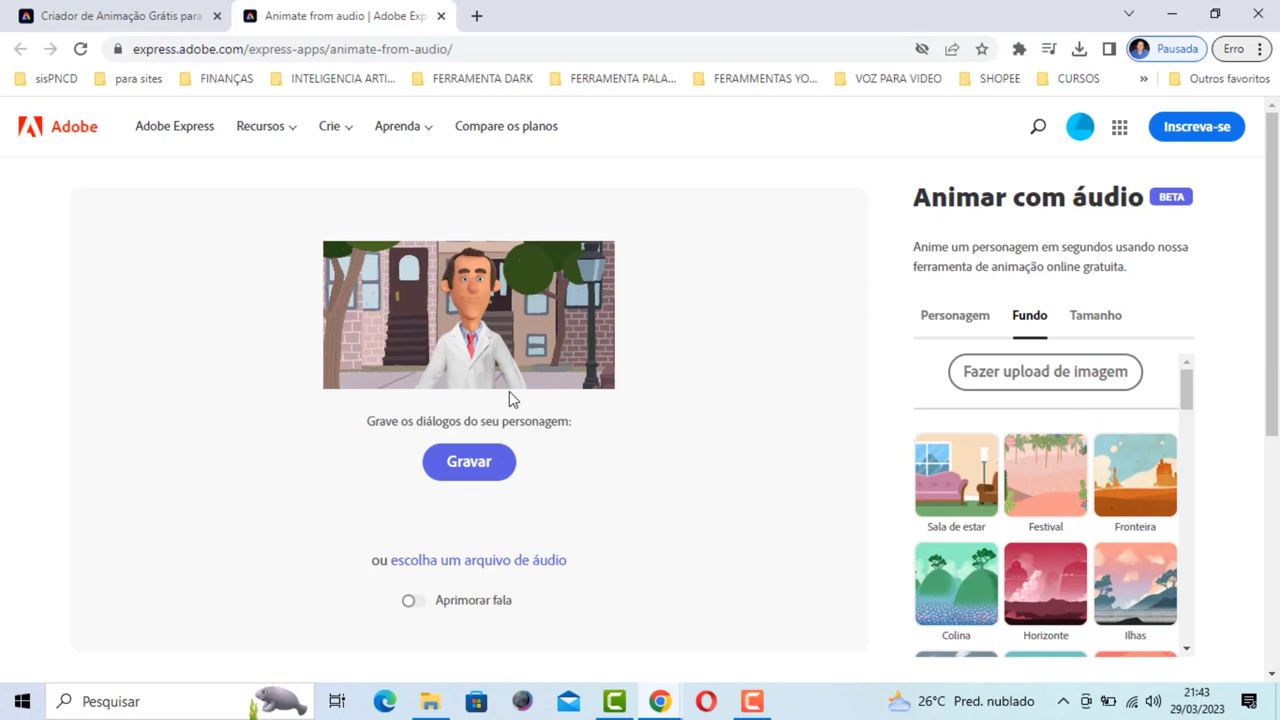 Criador de Animação Grátis para
Animate from audio | Adobe Exp
express.adobe.com/express-apps/animate-from-audio/
Pausada
Erro
sisPNCD
para sites
FINANÇAS
INTELIGENCIA ARTI...
FERRAMENTA DARK
FERRAMENTA PALA...
FERAMMENTAS YO...
VOZ PARA VIDEO
SHOPEE
CURSOS
»
Outros favoritos
Adobe
Adobe Express
Recursos
Crie
Aprenda
Compare os planos
Inscreva-se
Animar com áudio BETA
Anime um personagem em segundos usando nossa
ferramenta de animação online gratuita.
Personagem
Fundo
Tamanho
Fazer upload de imagem
Grave os diálogos do seu personagem:
Gravar
ou escolha um arquivo de áudio
Aprimorar fala
Sala de estar
Festival
Fronteira
Colina
Horizonte
Ilhas
Pesquisar
26°C Pred. nublado
21:43
29/03/2023